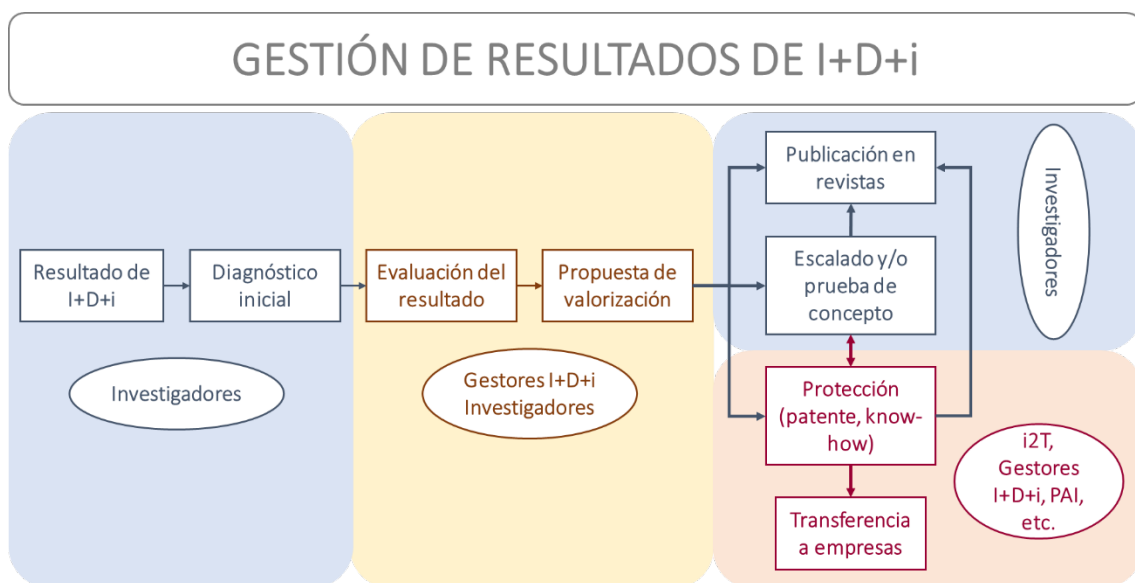 GESTIÓN DE RESULTADOS DE I+D+i
Resultado de
I+D+i
Diagnóstico
inicial
Investigadores
Evaluación del
resultado
Propuesta de
valorización
Gestores I+D+i
Investigadores
Publicación en
revistas
Escalado y/o
prueba de
concepto
Investigadores
Protección
(patente, know-
how)
Transferencia
a empresas
i2T,
Gestores
I+D+i, PAI,
etc.